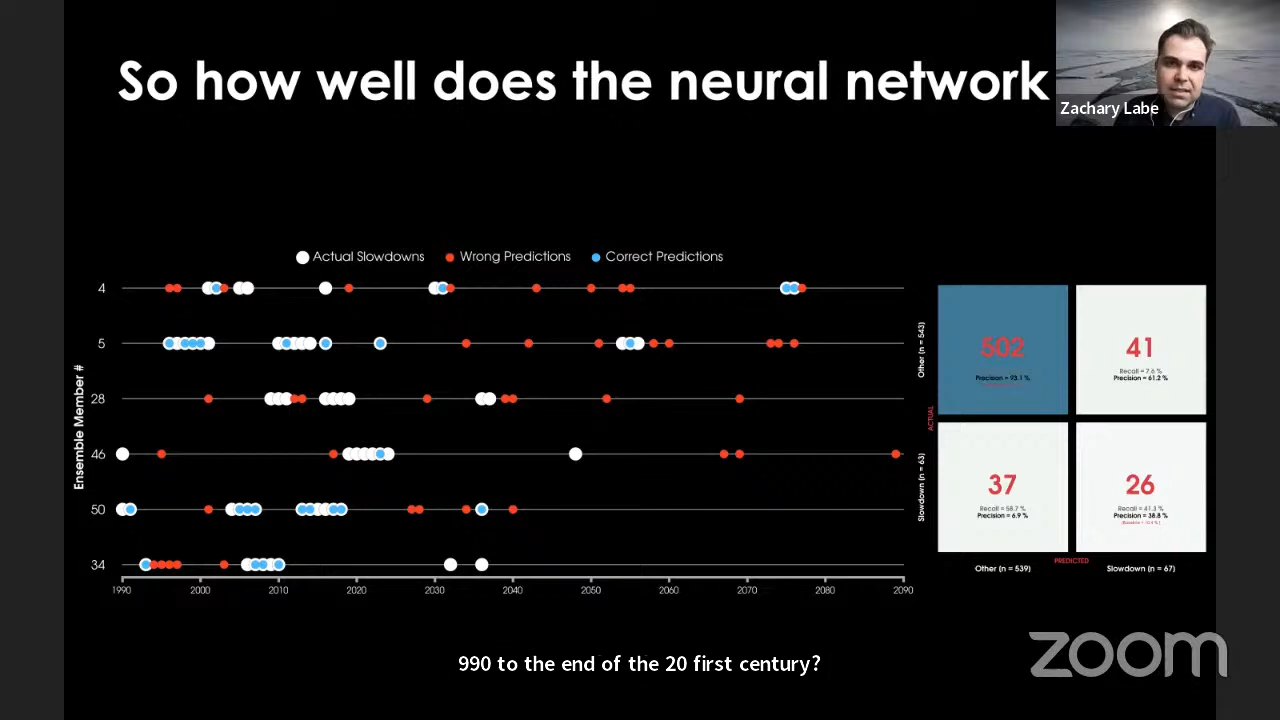 So how well does the neural network
Zachary Labe
Actual Slowdowns Wrong Predictions Correct Predictions
Ensemble Member #
4
5
28
46
50
34
1990 2000 2010 2020 2030 2040 2050 2060 2070 2080 2090
ACTUAL
Other (n = 543)
Slowdown (n = 63)
502
Precision = 93.1 %
41
Recall = 7.6 %
Precision = 61.2 %
37
Recall = 58.7 %
Precision = 6.9 %
26
Recall = 41.3 %
Precision = 38.8 %
PREDICTED
Other (n = 539) Slowdown (n = 67)
990 to the end of the 20 first century?
zoom